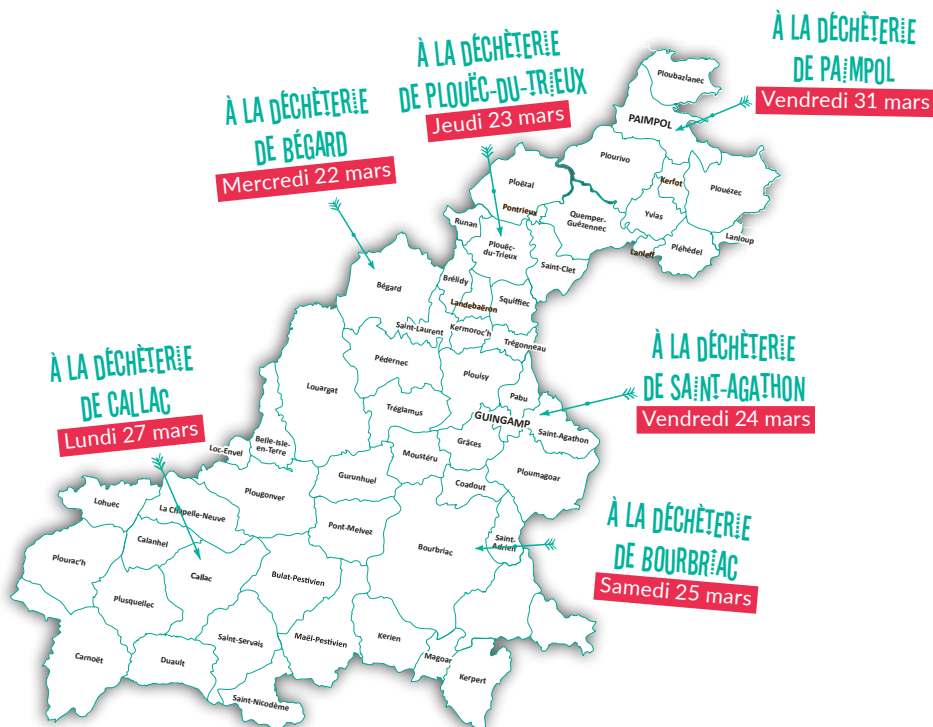 À LA DÉCHÈTERIE
DE PAIMPOL
Vendredi 31 mars
À LA DÉCHÈTERIE
DE PLOUËC-DU-TRIEUX
Jeudi 23 mars
À LA DÉCHÈTERIE
DE BÉGARD
Mercredi 22 mars
Ploubazlanec
PAIMPOL
Plourivo
Kerfot
Plouézec
Ploëzal
Pontrieux
Quemper-
Guézennec
Yvias
Runan
Lanloup
Plouëc-
du-Trieux
Lanleff
Pléhédel
Saint-Clet
Brélidy
Bégard
Squiffiec
Landebaëron
Saint-Laurent
Kermoroc'h
Trégonneau
À LA DÉCHÈTERIE
DE SAINT-AGATHON
Vendredi 24 mars
Pédernec
Plouisy
Louargat
Pabu
Tréglamus
GUINGAMP
Saint-Agathon
À LA DÉCHÈTERIE
DE CALLAC
Lundi 27 mars
Loc-Envel
Belle-Isle-
en-Terre
Grâces
Moustéru
Ploumagoar
Gurunhuel
Coadout
Plougonver
Lohuec
La Chapelle-Neuve
Pont-Melvez
Calanhel
Bourbriac
Saint-
Adrien
À LA DÉCHÈTERIE
DE BOURBRIAC
Samedi 25 mars
Plourac'h
Callac
Bulat-Pestivien
Plusquellec
Saint-Servais
Maël-Pestivien
Kerien
Carnoët
Duault
Magoar
Kerpert
Saint-Nicodème